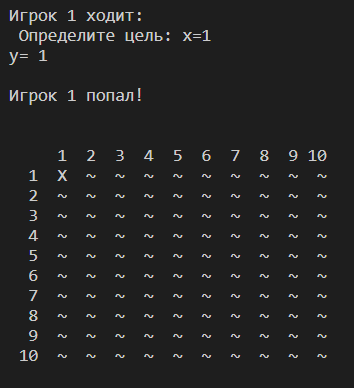 Игрок 1 ходит:
Определите цель: x=1
y= 1
Игрок 1 попал!
1 2 3 4 5 6 7 8 9 10
1 X ~ ~ ~ ~ ~ ~ ~ ~ ~
2 ~ ~ ~ ~ ~ ~ ~ ~ ~ ~
3 ~ ~ ~ ~ ~ ~ ~ ~ ~ ~
4 ~ ~ ~ ~ ~ ~ ~ ~ ~ ~
5 ~ ~ ~ ~ ~ ~ ~ ~ ~ ~
6 ~ ~ ~ ~ ~ ~ ~ ~ ~ ~
7 ~ ~ ~ ~ ~ ~ ~ ~ ~ ~
8 ~ ~ ~ ~ ~ ~ ~ ~ ~ ~
9 ~ ~ ~ ~ ~ ~ ~ ~ ~ ~
10 ~ ~ ~ ~ ~ ~ ~ ~ ~ ~